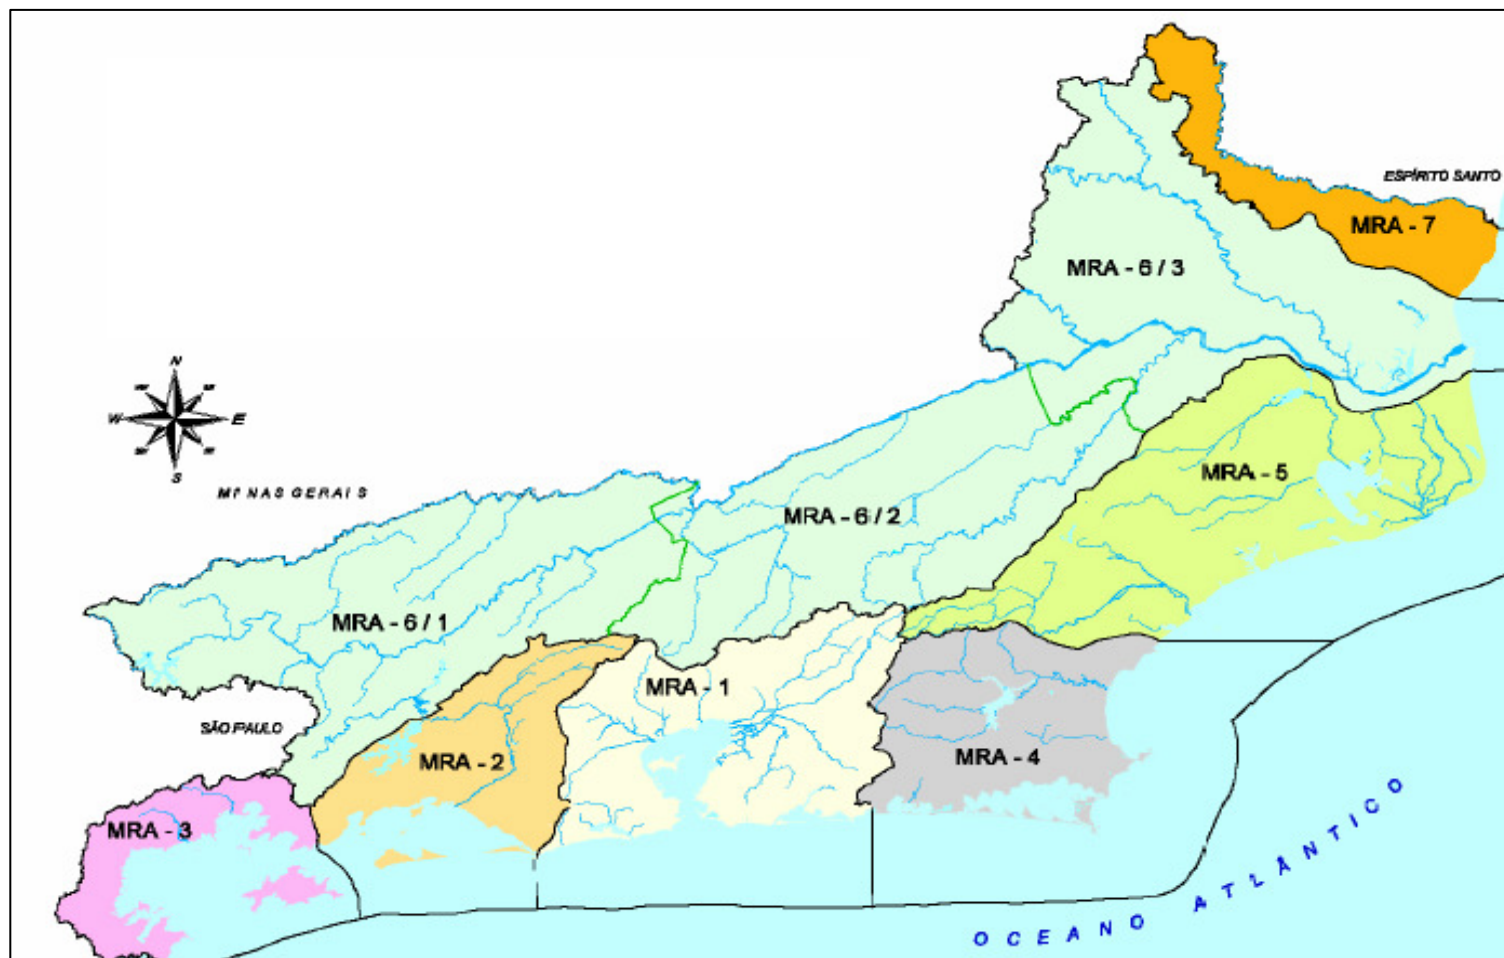 ESPÍRITO SANTO
MRA - 7
MRA - 6 / 3
N
W
E
S
MRA - 5
MINAS GERAIS
MRA - 6 / 2
MRA - 6 / 1
MRA - 1
SÃO PAULO
MRA - 2
MRA - 4
MRA - 3
OCEANO ATLÂNTICO